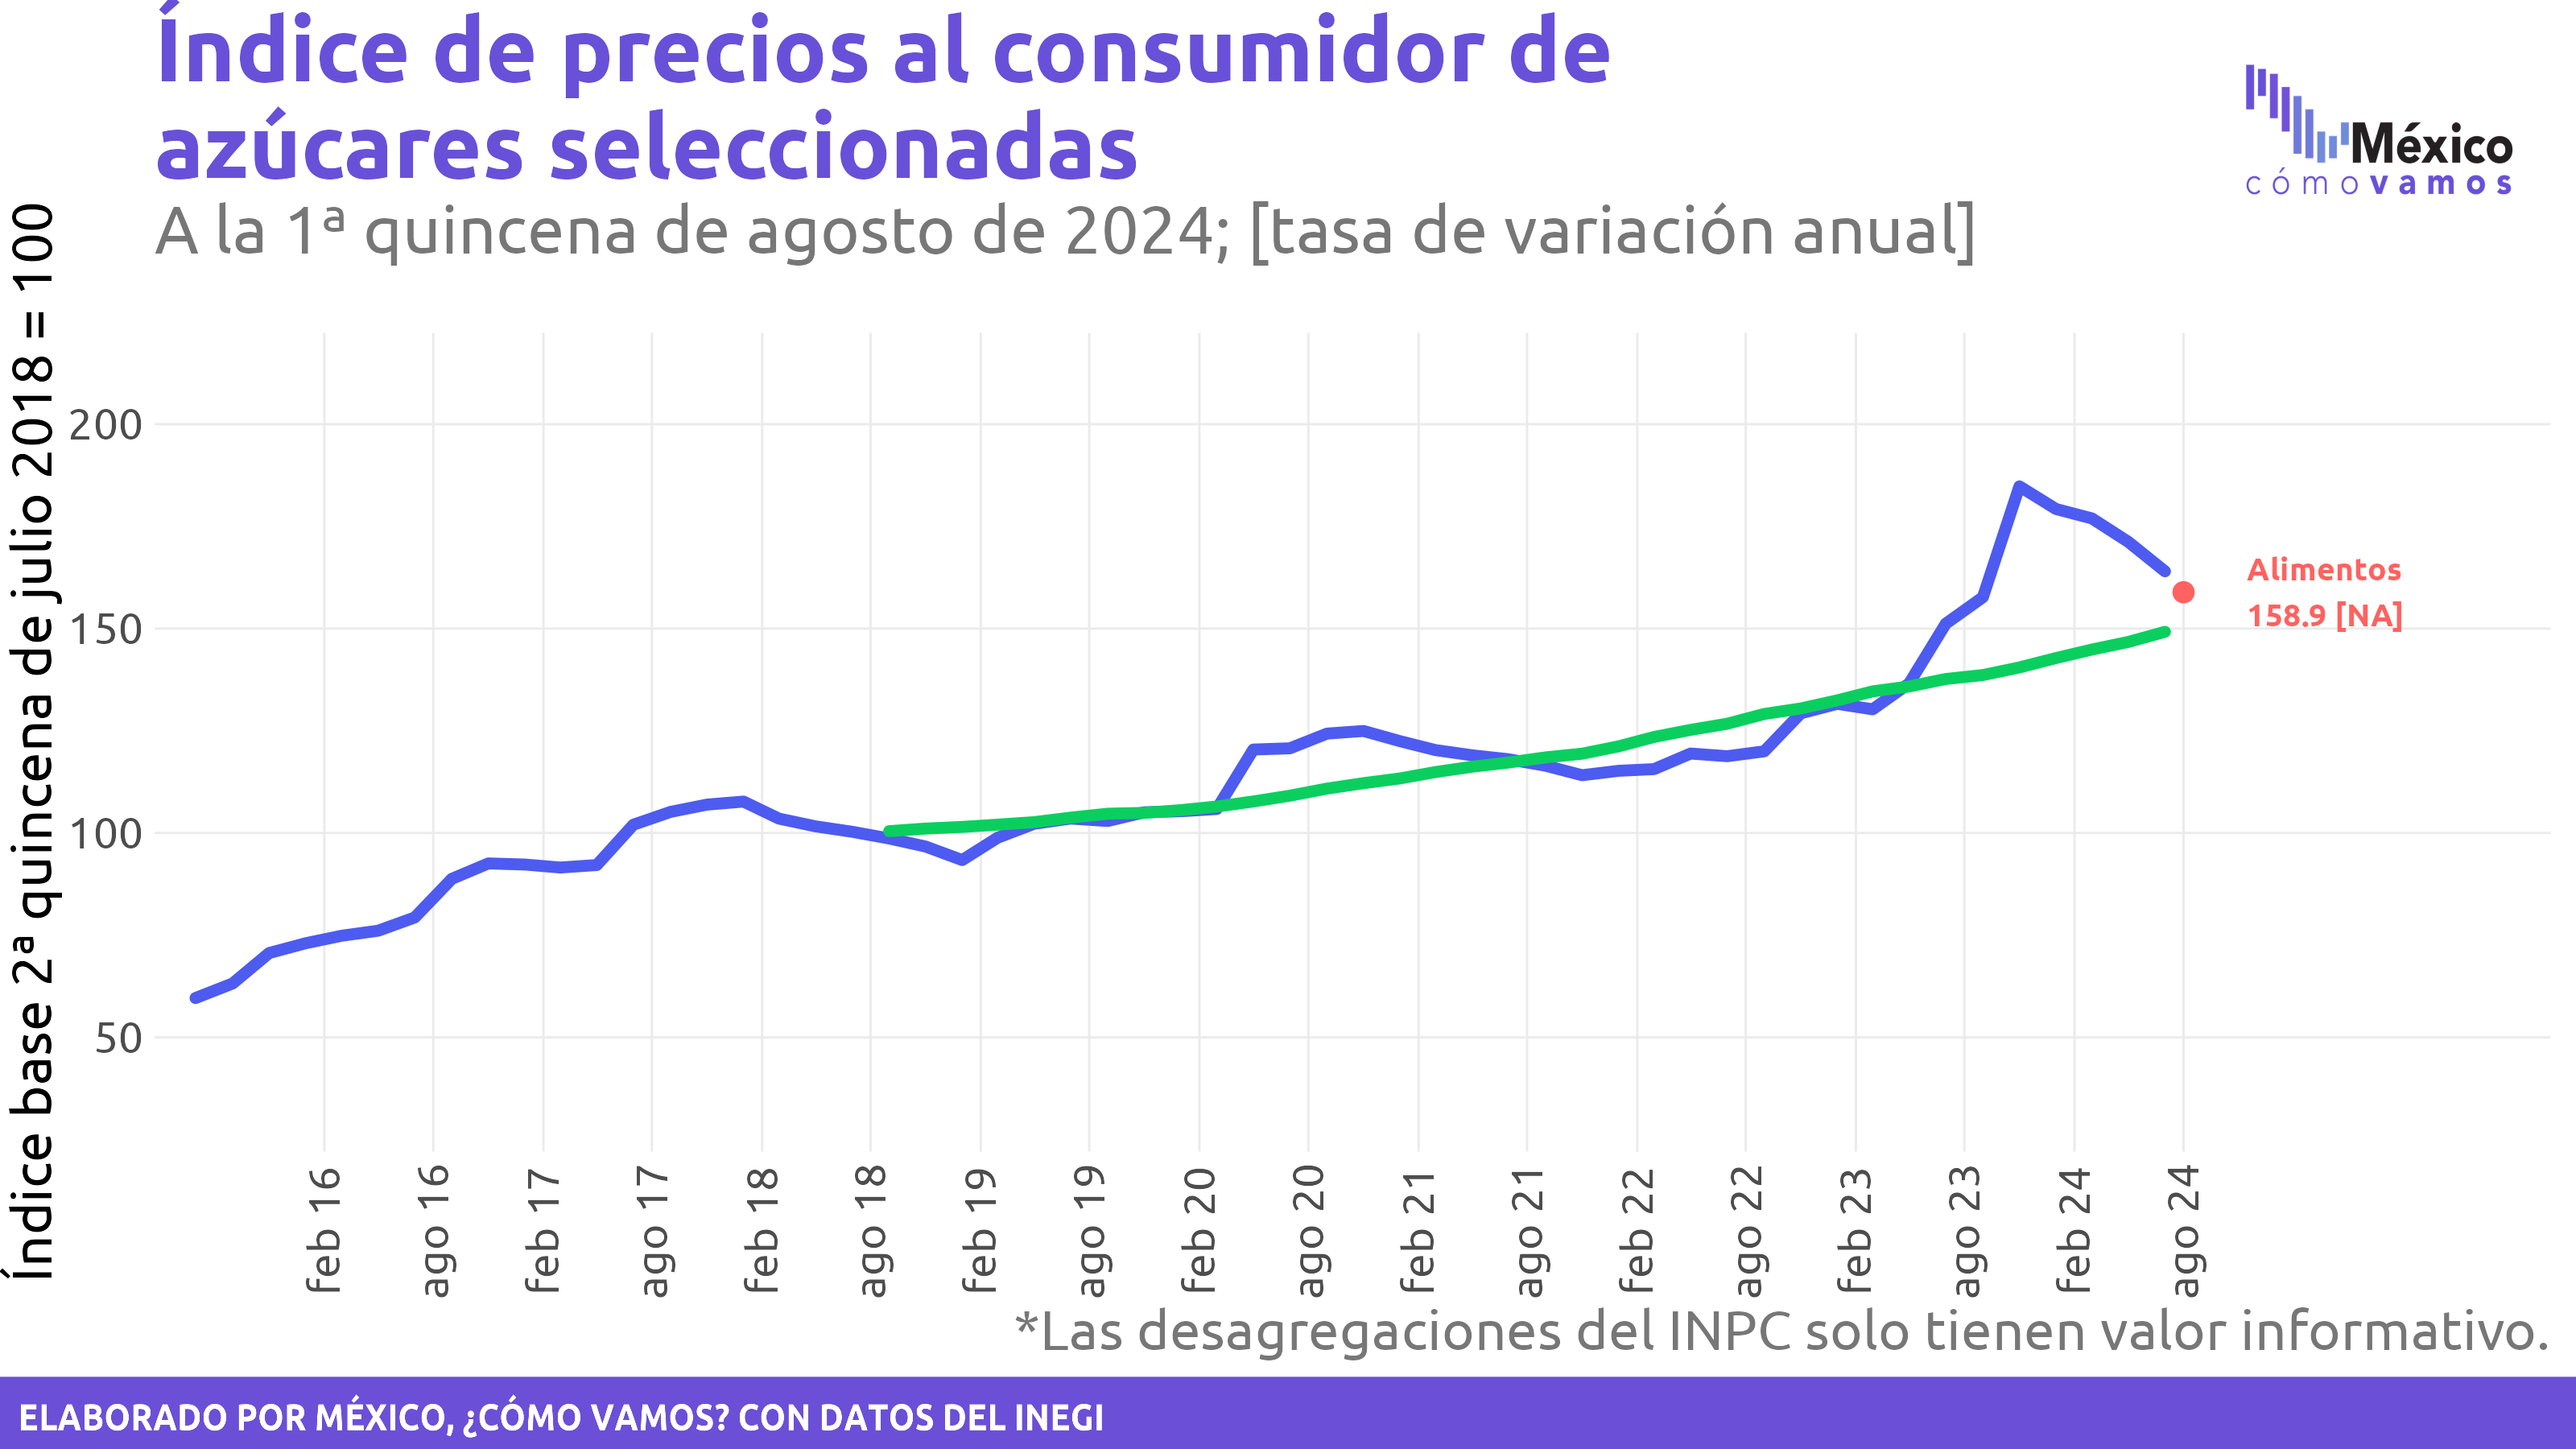 Índice de precios al consumidor de
azúcares seleccionadas
A la 1ª quincena de agosto de 2024; [tasa de variación anual]
México
cómo vamos
Índice base 2ª quincena de julio 2018 = 100
200
150
100
50
Alimentos
158.9 [NA]
feb 16
ago 16
feb 17
ago 17
feb 18
ago 18
feb 19
ago 19
feb 20
ago 20
feb 21
ago 21
feb 22
ago 22
feb 23
ago 23
feb 24
ago 24
*Las desagregaciones del INPC solo tienen valor informativo.
ELABORADO POR MÉXICO, ¿CÓMO VAMOS? CON DATOS DEL INEGI